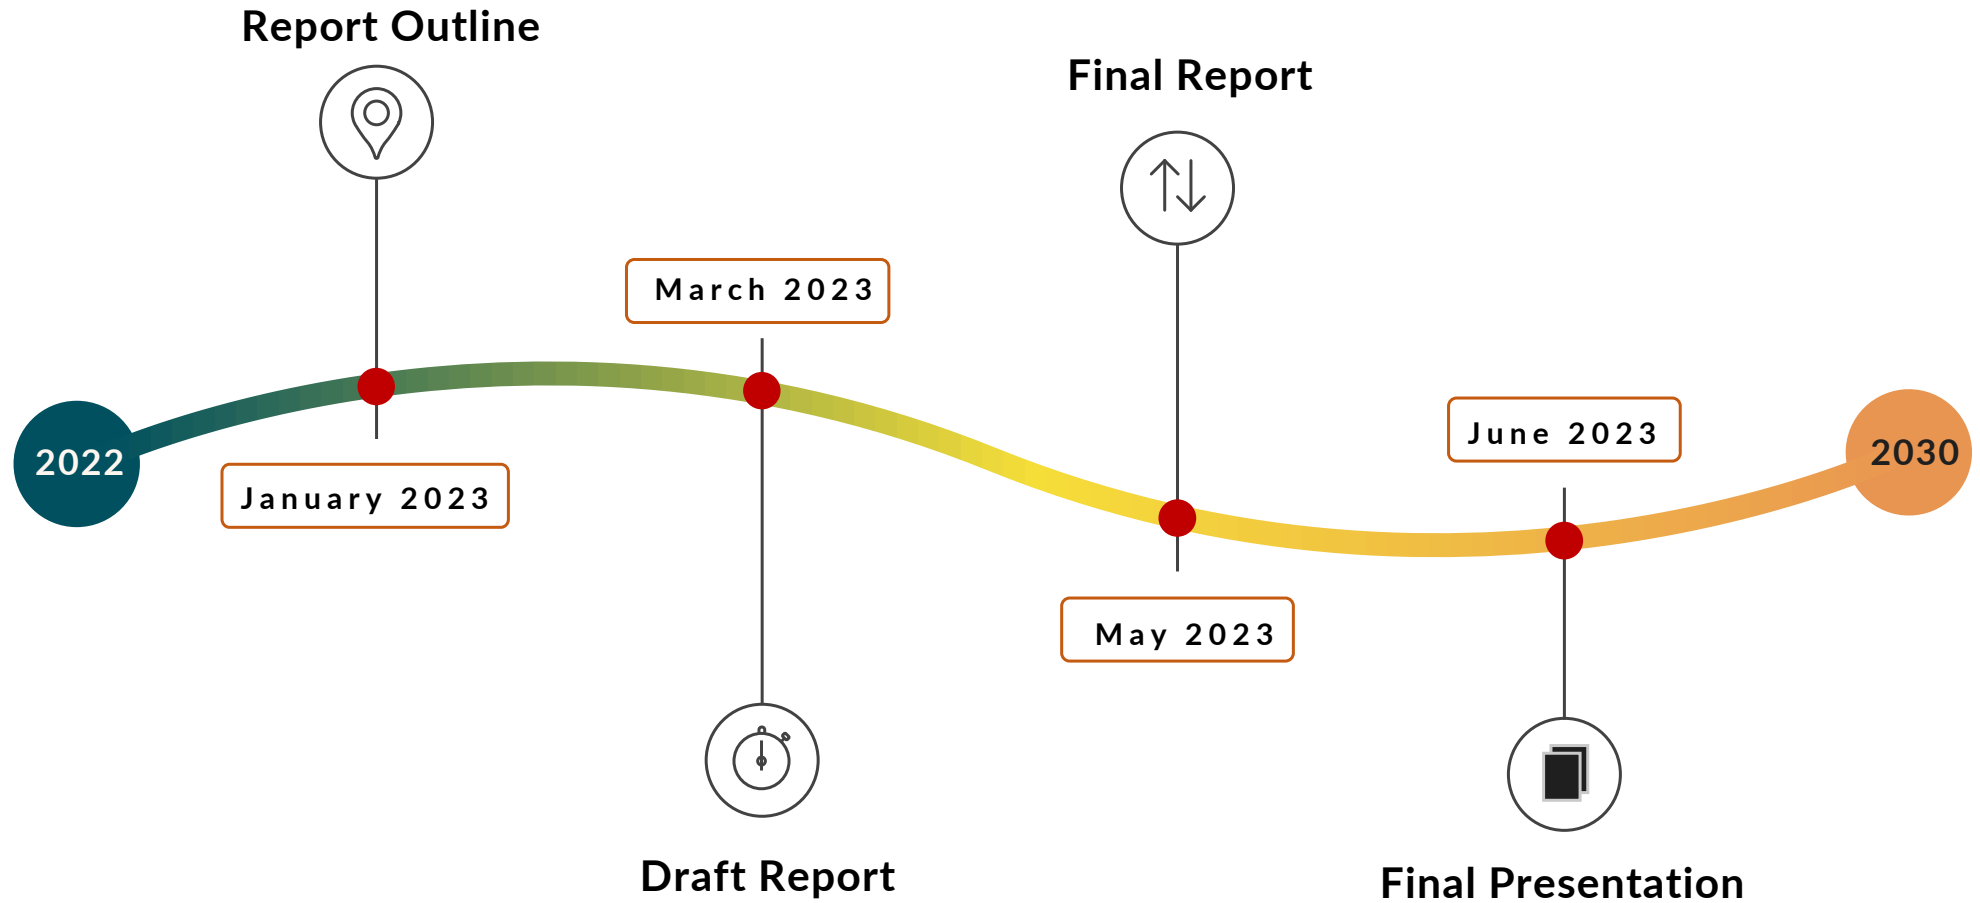 Report Outline
Final Report
March 2023
June 2023
2022
2030
January 2023
May 2023
Draft Report
Final Presentation